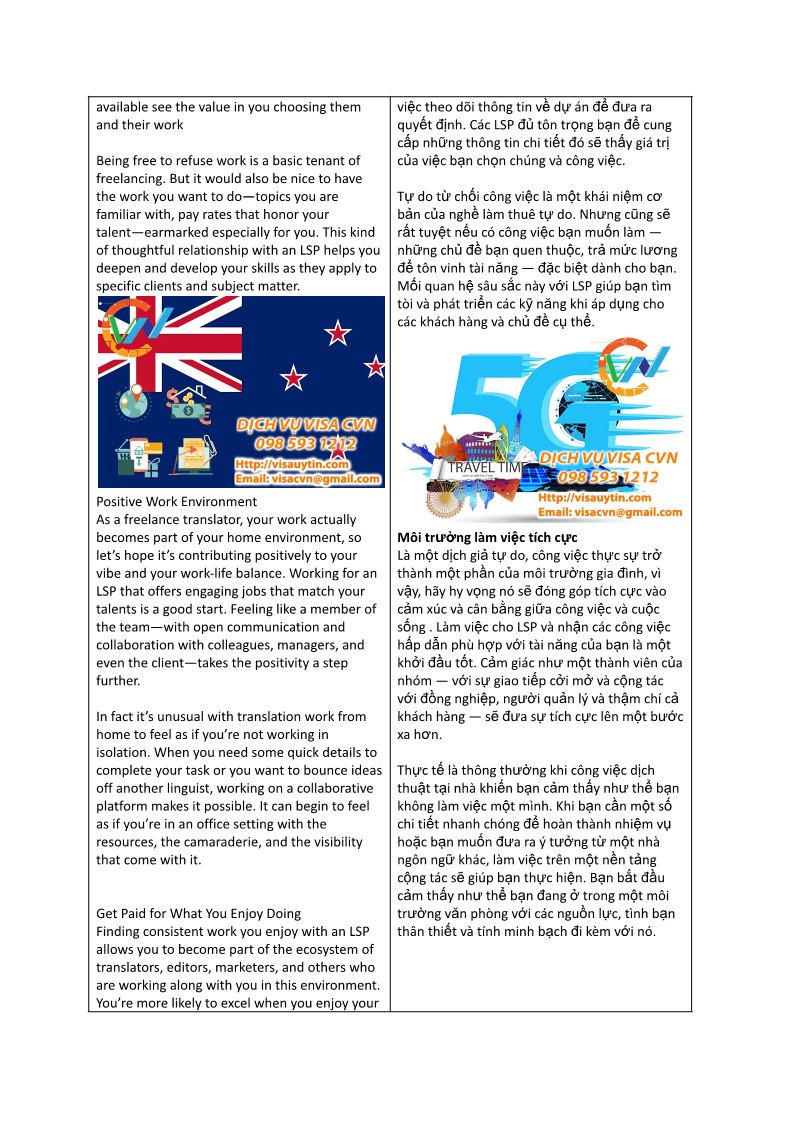 available see the value in you choosing them
and their work
Being free to refuse work is a basic tenant of
freelancing. But it would also be nice to have
the work you want to do—topics you are
familiar with, pay rates that honor your
talent—earmarked especially for you. This kind
of thoughtful relationship with an LSP helps you
deepen and develop your skills as they apply to
specific clients and subject matter.
CVN
DỊCH VỤ VISA CVN
098 593 1212
Http://visauytin.com
Email: visacvn@gmail.com
Positive Work Environment
As a freelance translator, your work actually
becomes part of your home environment, so
let’s hope it’s contributing positively to your
vibe and your work-life balance. Working for an
LSP that offers engaging jobs that match your
talents is a good start. Feeling like a member of
the team—with open communication and
collaboration with colleagues, managers, and
even the client—takes the positivity a step
further.
In fact it’s unusual with translation work from
home to feel as if you’re not working in
isolation. When you need some quick details to
complete your task or you want to bounce ideas
off another linguist, working on a collaborative
platform makes it possible. It can begin to feel
as if you’re in an office setting with the
resources, the camaraderie, and the visibility
that come with it.
Get Paid for What You Enjoy Doing
Finding consistent work you enjoy with an LSP
allows you to become part of the ecosystem of
translators, editors, marketers, and others who
are working along with you in this environment.
You’re more likely to excel when you enjoy your
việc theo dõi thông tin về dự án để đưa ra
quyết định. Các LSP đủ tôn trọng bạn để cung
cấp những thông tin chi tiết đó sẽ thấy giá trị
của việc bạn chọn chúng và công việc.
Tự do từ chối công việc là một khái niệm cơ
bản của nghề làm thuê tự do. Nhưng cũng sẽ
rất tuyệt nếu có công việc bạn muốn làm —
những chủ đề bạn quen thuộc, trả mức lương
để tôn vinh tài năng — đặc biệt dành cho bạn.
Mối quan hệ sâu sắc này với LSP giúp bạn tìm
tòi và phát triển các kỹ năng khi áp dụng cho
các khách hàng và chủ đề cụ thể.
5G
CVN
TRAVEL TIME
DỊCH VỤ VISA CVN
098 593 1212
Http://visauytin.com
Email: visacvn@gmail.com
Môi trường làm việc tích cực
Là một dịch giả tự do, công việc thực sự trở
thành một phần của môi trường gia đình, vì
vậy, hãy hy vọng nó sẽ đóng góp tích cực vào
cảm xúc và cân bằng giữa công việc và cuộc
sống . Làm việc cho LSP và nhận các công việc
hấp dẫn phù hợp với tài năng của bạn là một
khởi đầu tốt. Cảm giác như một thành viên của
nhóm — với sự giao tiếp cởi mở và cộng tác
với đồng nghiệp, người quản lý và thậm chí cả
khách hàng — sẽ đưa sự tích cực lên một bước
xa hơn.
Thực tế là thông thường khi công việc dịch
thuật tại nhà khiến bạn cảm thấy như thể bạn
không làm việc một mình. Khi bạn cần một số
chi tiết nhanh chóng để hoàn thành nhiệm vụ
hoặc bạn muốn đưa ra ý tưởng từ một nhà
ngôn ngữ khác, làm việc trên một nền tảng
cộng tác sẽ giúp bạn thực hiện. Bạn bắt đầu
cảm thấy như thể bạn đang ở trong một môi
trường văn phòng với các nguồn lực, tình bạn
thân thiết và tính minh bạch đi kèm với nó.